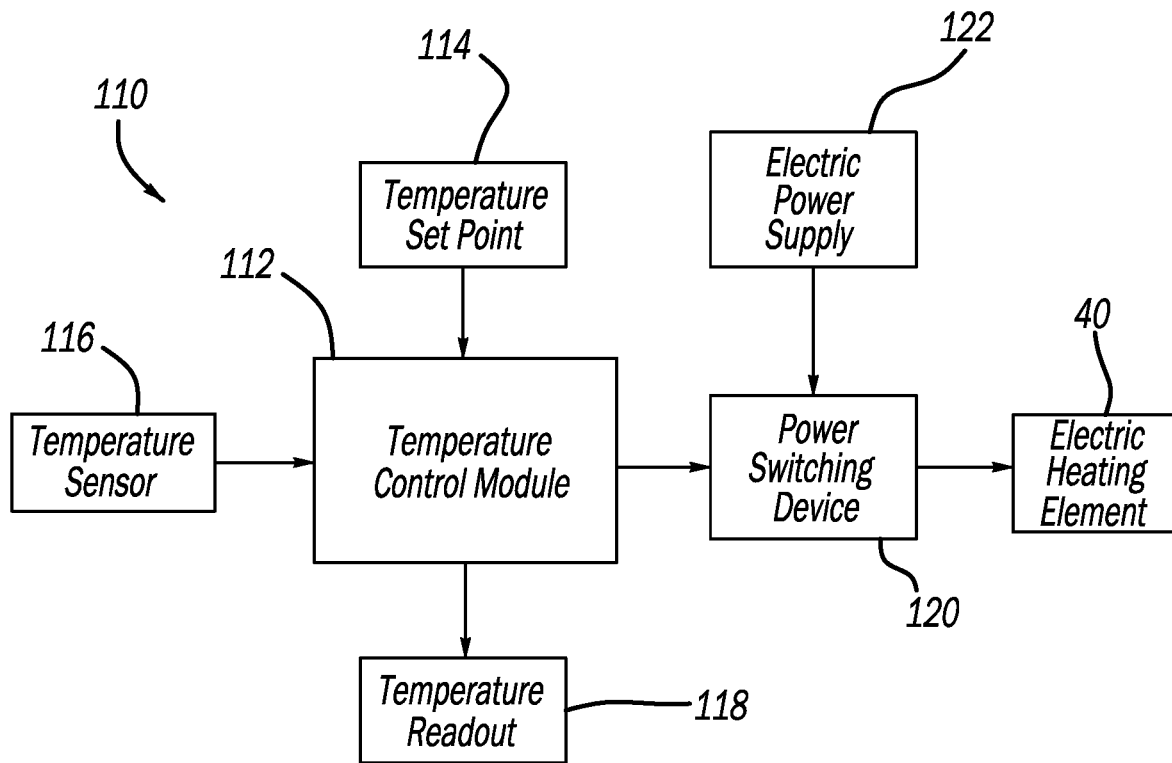 122
114
110
Electric
Power
Supply
Temperature
Set Point
112
40
116
Temperature
Sensor
Temperature
Control Module
Power
Switching
Device
Electric
Heating
Element
120
Temperature
Readout
118